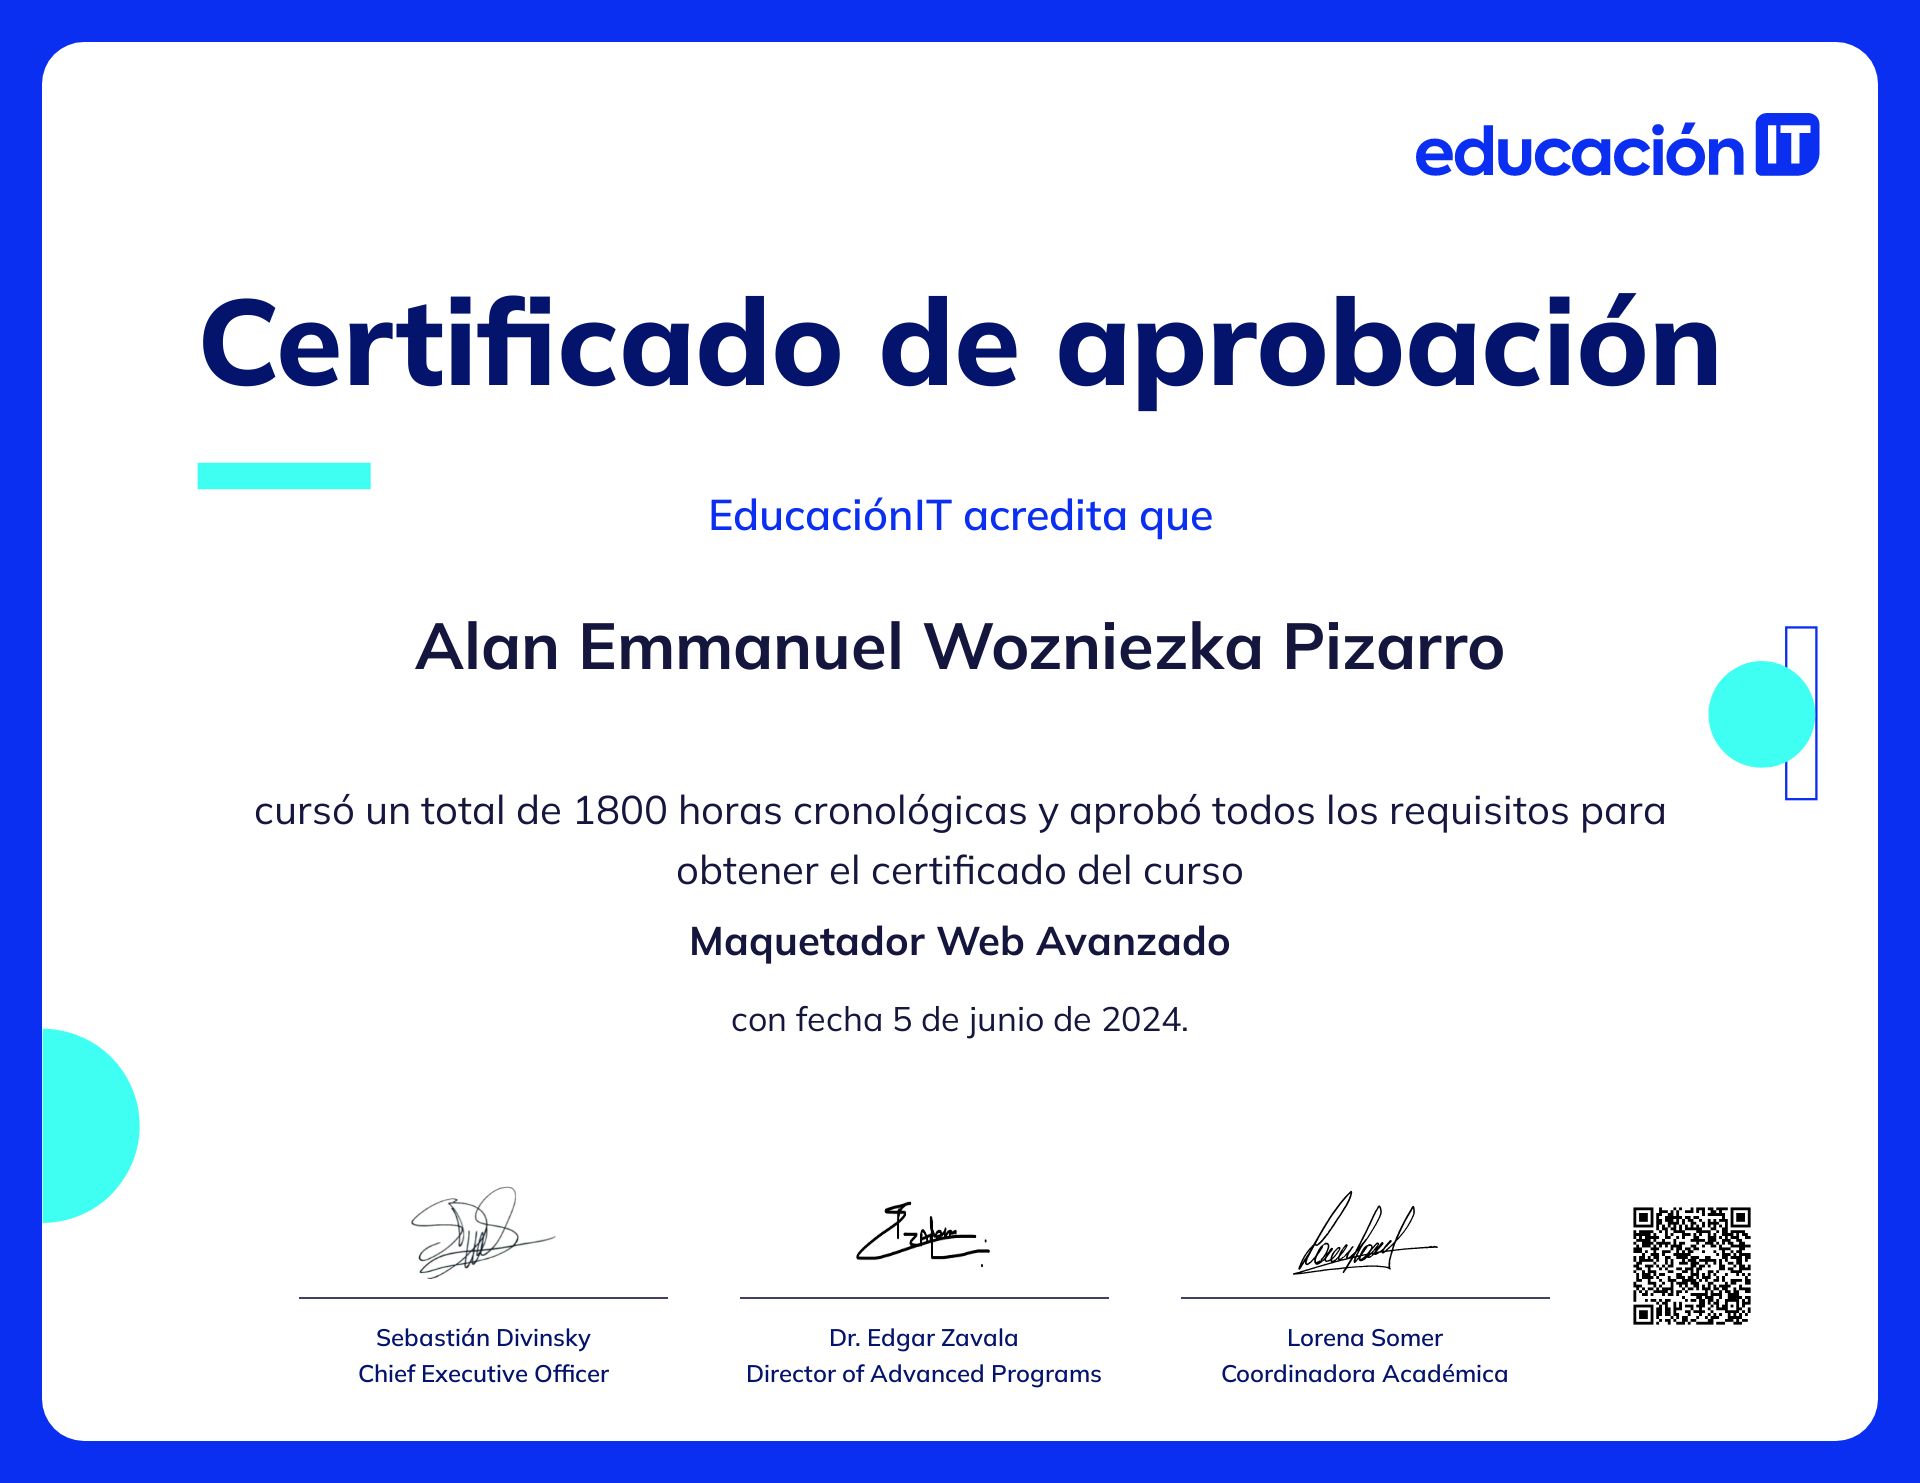 educación IT
Certificado de aprobación
EducaciónIT acredita que
Alan Emmanuel Wozniezka Pizarro
cursó un total de 1800 horas cronológicas y aprobó todos los requisitos para
obtener el certificado del curso
Maquetador Web Avanzado
con fecha 5 de junio de 2024.
Sebastián Divinsky
Chief Executive Officer
Dr. Edgar Zavala
Director of Advanced Programs
Lorena Somer
Coordinadora Académica